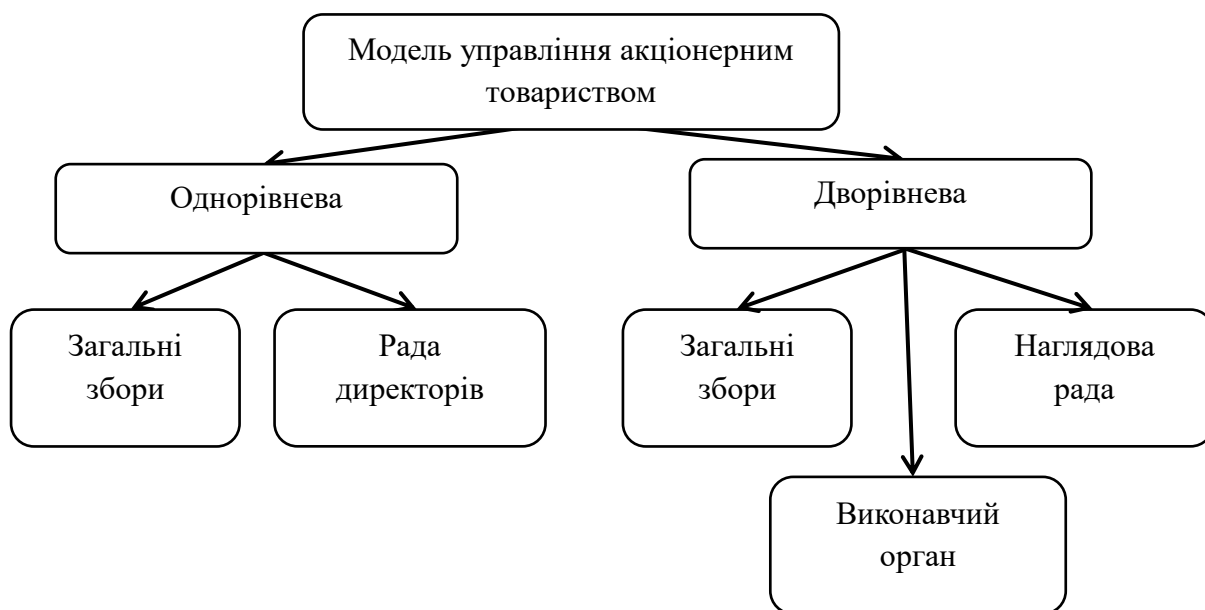 Модель управління акціонерним
товариством
Однорівнева
Дворівнева
Загальні
збори
Рада
директорів
Загальні
збори
Наглядова
рада
Виконавчий
орган